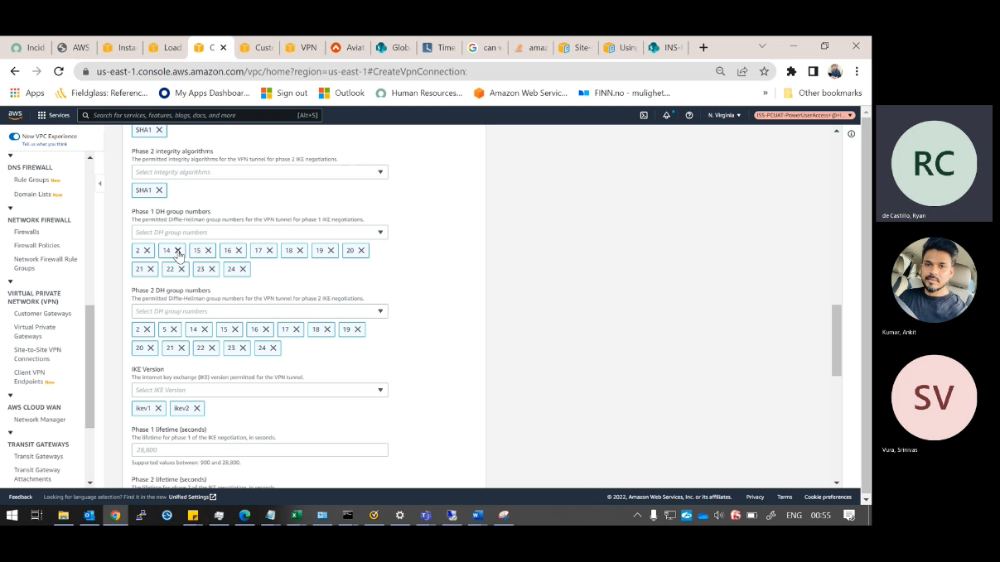 Incid
AWS
Insta
Load
C
Custo
VPN
Aviat
Glob
Time
can v
amaz
Site-
Usin
INS-I
us-east-1.console.aws.amazon.com/vpc/home?region=us-east-1#CreateVpnConnection:
Apps
Fieldglass: Referenc...
My Apps Dashboar...
Sign out
Outlook
Human Resources...
Amazon Web Servic...
FINN.no - mulighet...
»
Other bookmarks
aws
Services
Search for services, features, blogs, docs, and more
[Alt+S]
N. Virginia
ISS-PCUAT-PowerUserAccess+@+i...
New VPC Experience
Tell us what you think
DNS FIREWALL
Rule Groups New
Domain Lists New
NETWORK FIREWALL
Firewalls
Firewall Policies
Network Firewall Rule
Groups
VIRTUAL PRIVATE
NETWORK (VPN)
Customer Gateways
Virtual Private
Gateways
Site-to-Site VPN
Connections
Client VPN
Endpoints New
AWS CLOUD WAN
Network Manager
TRANSIT GATEWAYS
Transit Gateways
Transit Gateway
Attachments
SHA1
Phase 2 integrity algorithms
The permitted integrity algorithms for the VPN tunnel for phase 2 IKE negotiations.
Select integrity algorithms
SHA1
Phase 1 DH group numbers
The permitted Diffie-Hellman group numbers for the VPN tunnel for phase 1 IKE negotiations.
Select DH group numbers
2 14 15 16 17 18 19 20
21 22 23 24
Phase 2 DH group numbers
The permitted Diffie-Hellman group numbers for the VPN tunnel for phase 2 IKE negotiations.
Select DH group numbers
2 5 14 15 16 17 18 19
20 21 22 23 24
IKE Version
The internet key exchange (IKE) version permitted for the VPN tunnel.
Select IKE Version
ikev1 ikev2
Phase 1 lifetime (seconds)
The lifetime for phase 1 of the IKE negotiation, in seconds.
28,800
Supported values between: 900 and 28,800.
Phase 2 lifetime (seconds)
The lifetime for phase 2 of the IKE negotiation, in seconds.
Feedback
Looking for language selection? Find it in the new Unified Settings
© 2022, Amazon Web Services, Inc. or its affiliates.
Privacy
Terms
Cookie preferences
ENG
00:55
RC
de Castillo, Ryan
Kumar, Ankit
SV
Vura, Srinivas